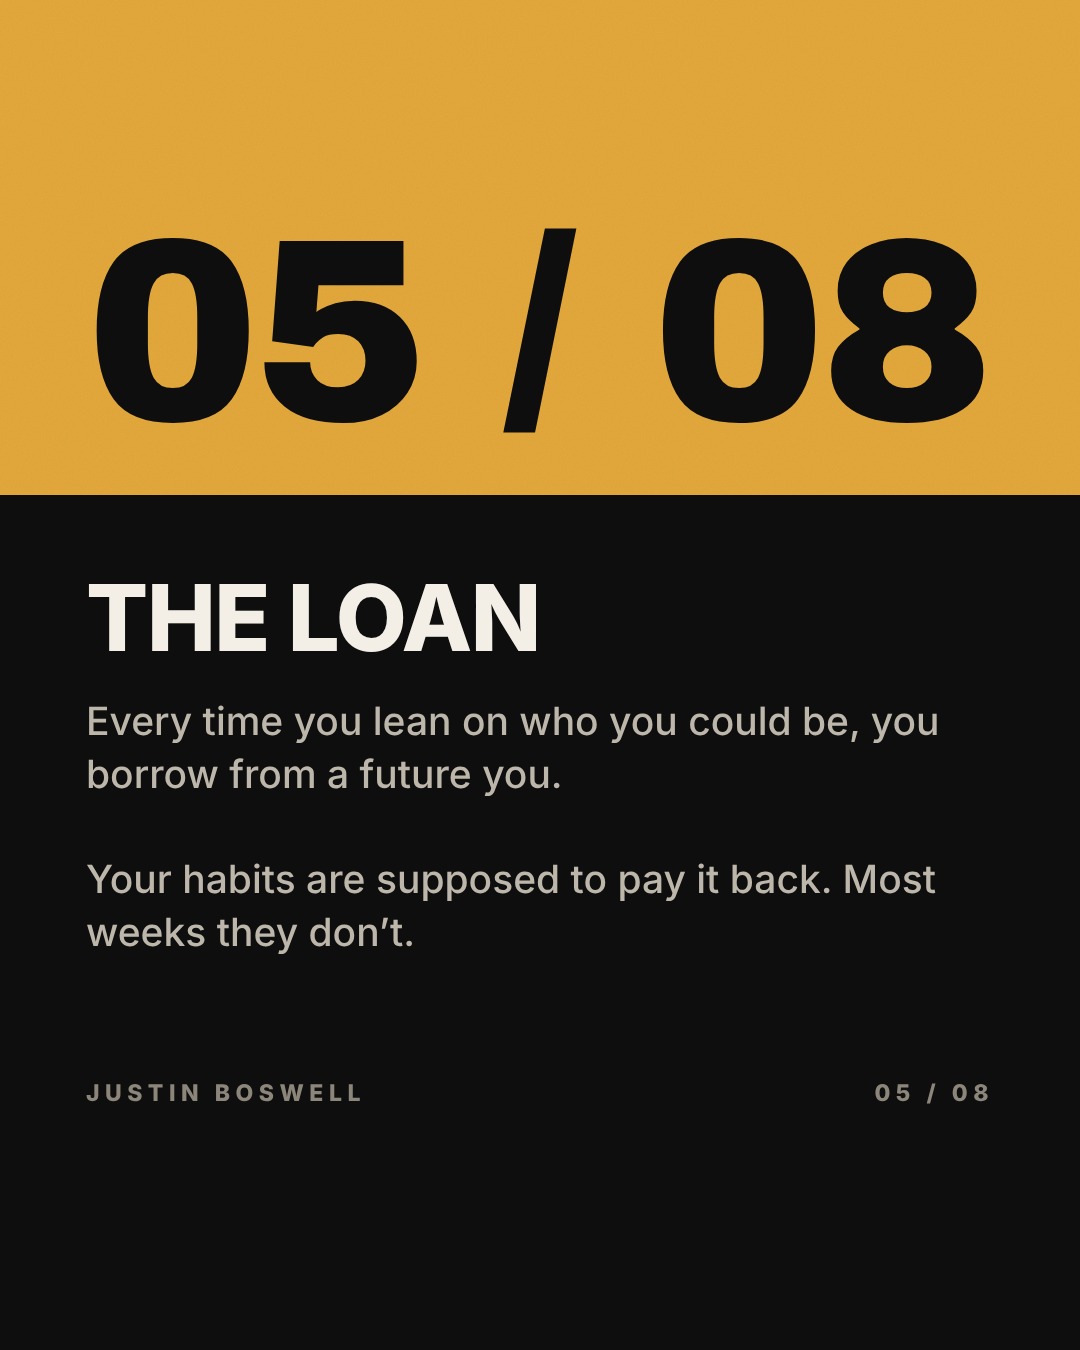 05 / 08
THE LOAN
Every time you lean on who you could be, you
borrow from a future you.
Your habits are supposed to pay it back. Most
weeks they don’t.
JUSTIN BOSWELL
05 / 08